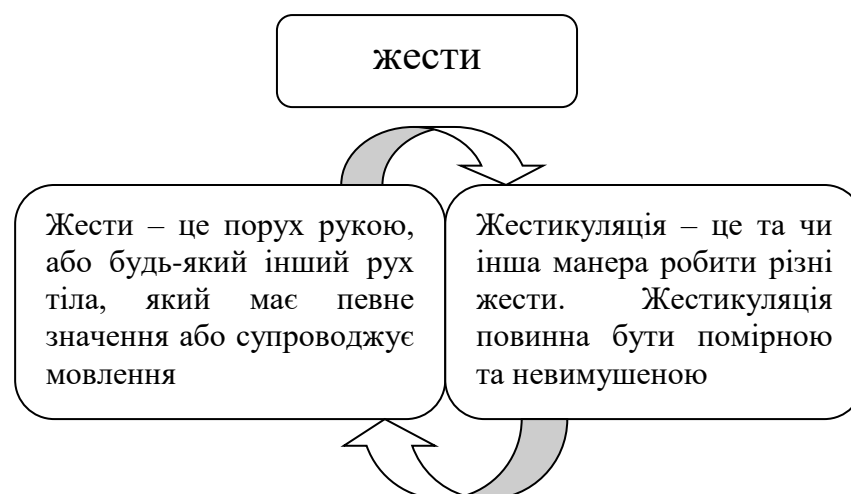 жести
Жести – це порух рукою,
або будь-який інший рух
тіла, який має певне
значення або супроводжує
мовлення
Жестикуляція – це та чи
інша манера робити різні
жести. Жестикуляція
повинна бути помірною
та невимушеною